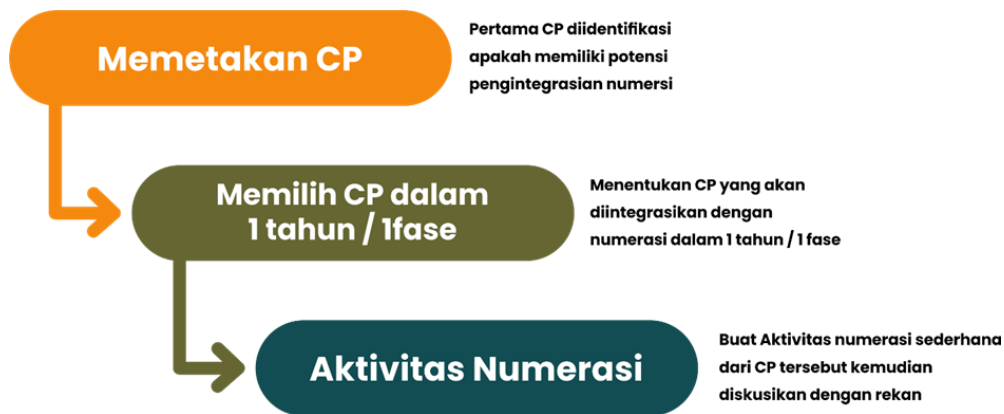 Memetakan CP
Pertama CP diidentifikasi
apakah memiliki potensi
pengintegrasian numersi
Memilih CP dalam
1 tahun / 1fase
Menentukan CP yang akan
diintegrasikan dengan
numerasi dalam 1 tahun / 1 fase
Aktivitas Numerasi
Buat Aktivitas numerasi sederhana
dari CP tersebut kemudian
diskusikan dengan rekan